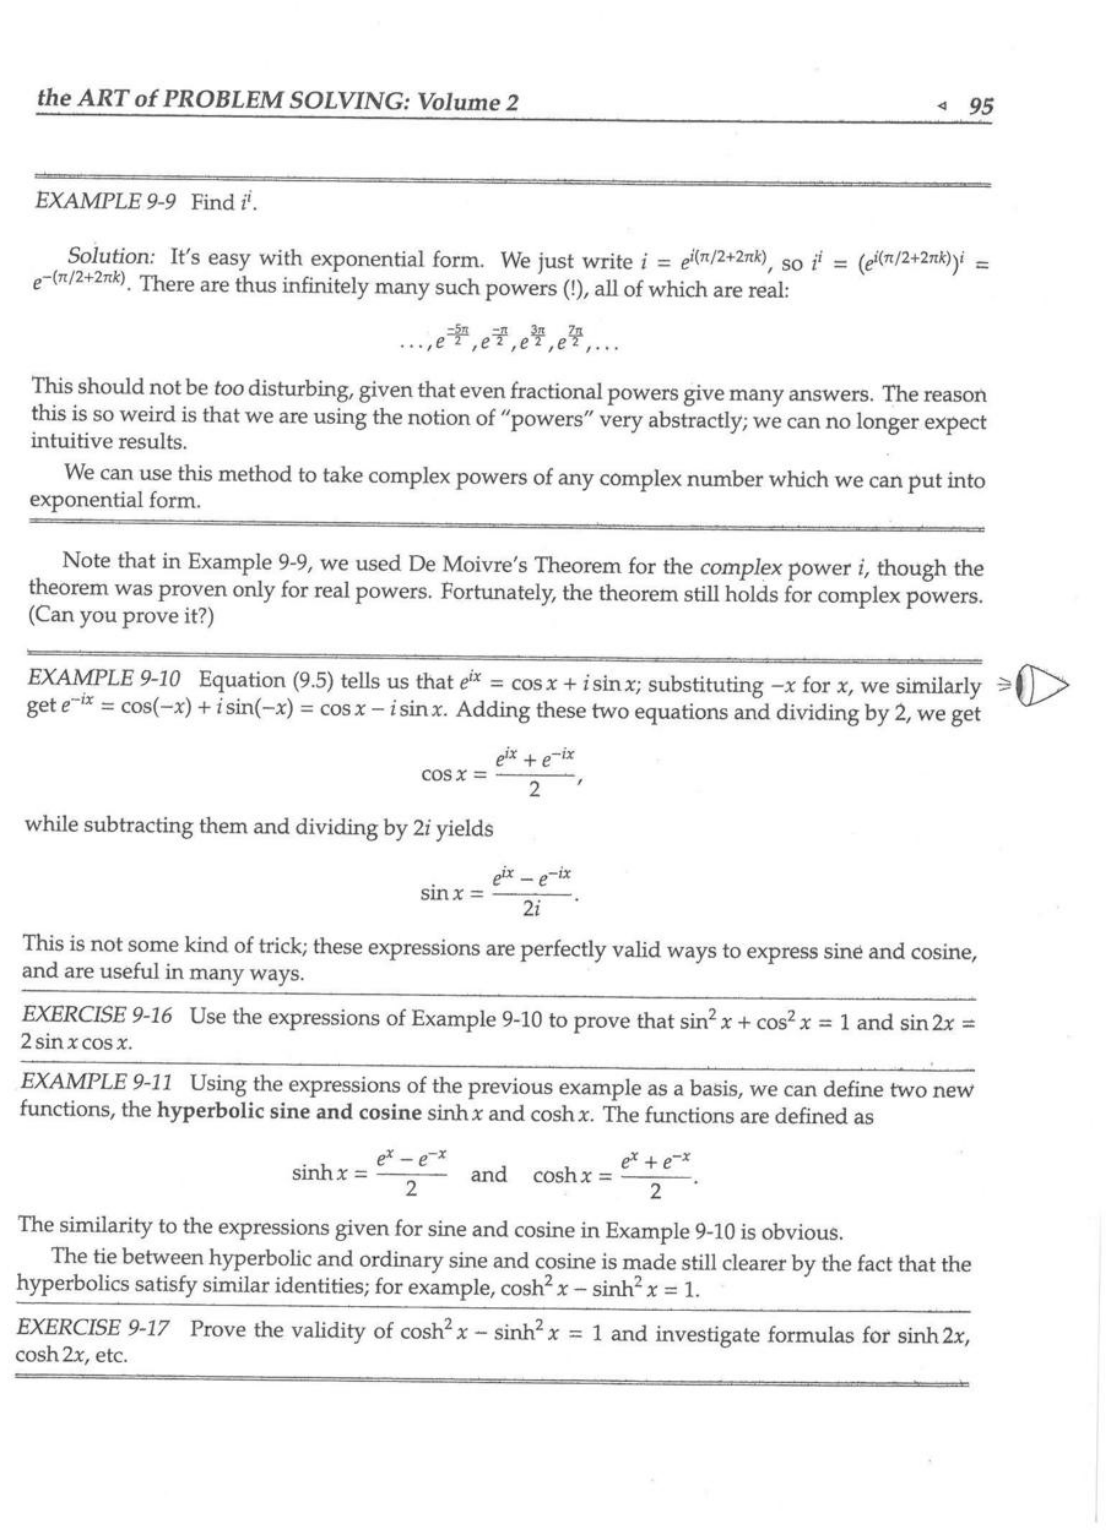 the ART of PROBLEM SOLVING: Volume 2 ◃ 95
EXAMPLE 9-9 Find i^i.
Solution: It's easy with exponential form. We just write i = e^{i(π/2+2πk)}, so i^i = (e^{i(π/2+2πk)})^i =
e^{−(π/2+2πk)}. There are thus infinitely many such powers (!), all of which are real:
..., e^{−5π/2}, e^{−π/2}, e^{3π/2}, e^{7π/2}, ...
This should not be too disturbing, given that even fractional powers give many answers. The reason
this is so weird is that we are using the notion of "powers" very abstractly; we can no longer expect
intuitive results.
We can use this method to take complex powers of any complex number which we can put into
exponential form.
Note that in Example 9-9, we used De Moivre's Theorem for the complex power i, though the
theorem was proven only for real powers. Fortunately, the theorem still holds for complex powers.
(Can you prove it?)
EXAMPLE 9-10 Equation (9.5) tells us that e^{ix} = cos x + i sin x; substituting −x for x, we similarly
get e^{−ix} = cos(−x) + i sin(−x) = cos x − i sin x. Adding these two equations and dividing by 2, we get
cos x = (e^{ix} + e^{−ix})/2,
while subtracting them and dividing by 2i yields
sin x = (e^{ix} − e^{−ix})/2i.
This is not some kind of trick; these expressions are perfectly valid ways to express sine and cosine,
and are useful in many ways.
EXERCISE 9-16 Use the expressions of Example 9-10 to prove that sin² x + cos² x = 1 and sin 2x =
2 sin x cos x.
EXAMPLE 9-11 Using the expressions of the previous example as a basis, we can define two new
functions, the hyperbolic sine and cosine sinh x and cosh x. The functions are defined as
sinh x = (e^x − e^{−x})/2 and cosh x = (e^x + e^{−x})/2.
The similarity to the expressions given for sine and cosine in Example 9-10 is obvious.
The tie between hyperbolic and ordinary sine and cosine is made still clearer by the fact that the
hyperbolics satisfy similar identities; for example, cosh² x − sinh² x = 1.
EXERCISE 9-17 Prove the validity of cosh² x − sinh² x = 1 and investigate formulas for sinh 2x,
cosh 2x, etc.